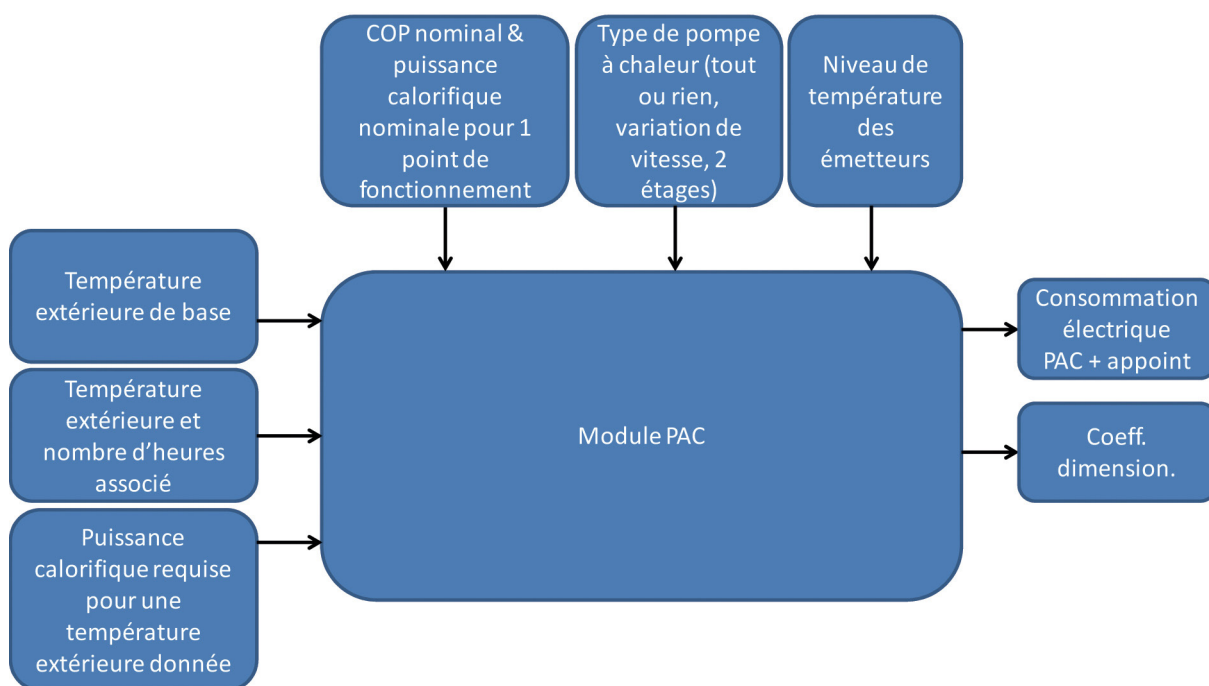 COP nominal &
puissance
calorifique
nominale pour 1
point de
fonctionnement
Type de pompe
à chaleur (tout
ou rien,
variation de
vitesse, 2
étages)
Niveau de
température
des
émetteurs
Température
extérieure de base
Température
extérieure et
nombre d’heures
associé
Puissance
calorifique requise
pour une
température
extérieure donnée
Module PAC
Consommation
électrique
PAC + appoint
Coeff.
dimension.